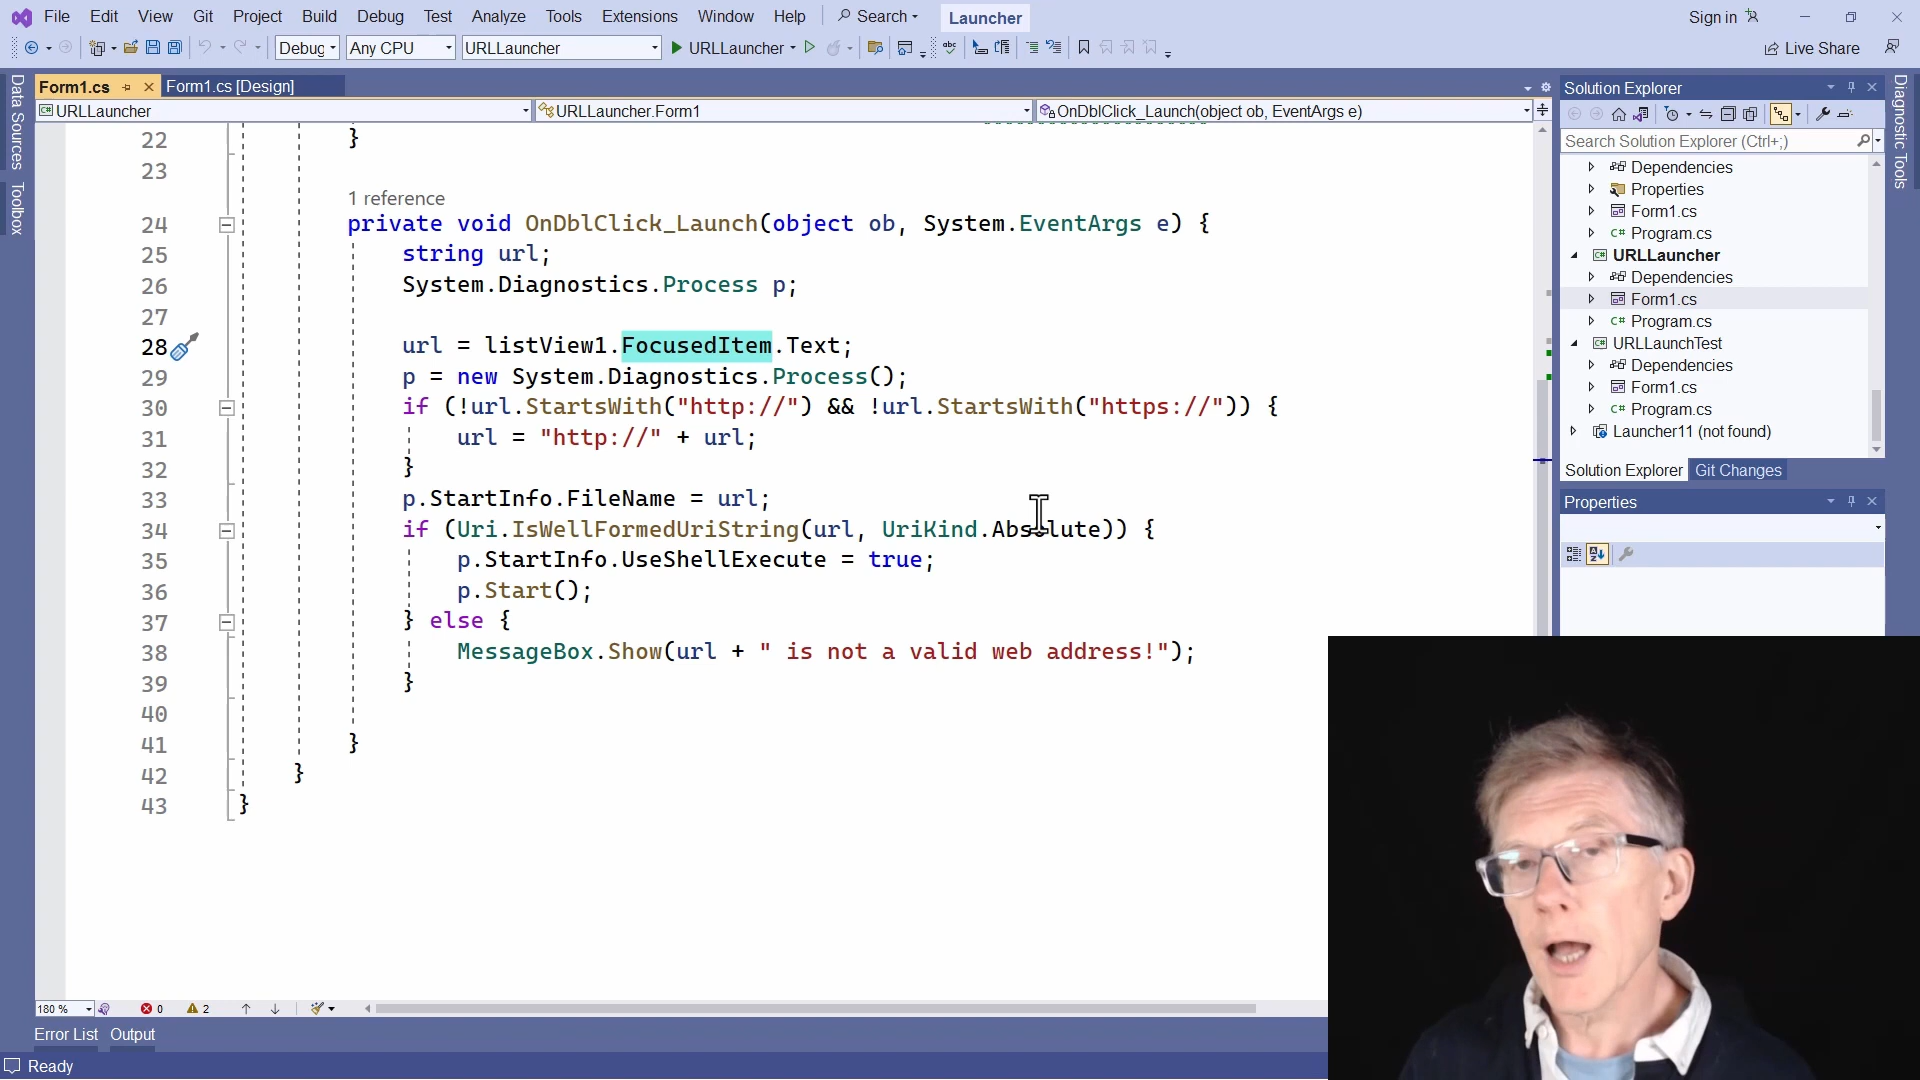 File Edit View Git Project Build Debug Test Analyze Tools Extensions Window Help Search Launcher Sign in
Debug Any CPU URLLauncher URLLauncher Live Share
Data Sources
Toolbox
Form1.cs Form1.cs [Design]
URLLauncher URLLauncher.Form1 OnDblClick_Launch(object ob, EventArgs e)
22 }
23
1 reference
24 private void OnDblClick_Launch(object ob, System.EventArgs e) {
25 string url;
26 System.Diagnostics.Process p;
27
28 url = listView1.FocusedItem.Text;
29 p = new System.Diagnostics.Process();
30 if (!url.StartsWith("http://") && !url.StartsWith("https://")) {
31 url = "http://" + url;
32 }
33 p.StartInfo.FileName = url;
34 if (Uri.IsWellFormedUriString(url, UriKind.Absolute)) {
35 p.StartInfo.UseShellExecute = true;
36 p.Start();
37 } else {
38 MessageBox.Show(url + " is not a valid web address!");
39 }
40
41 }
42 }
43 }
180 % 0 2
Error List Output
Ready
Solution Explorer
Search Solution Explorer (Ctrl+;)
Dependencies
Properties
Form1.cs
C# Program.cs
C# URLLauncher
Dependencies
Form1.cs
C# Program.cs
C# URLLaunchTest
Dependencies
Form1.cs
C# Program.cs
Launcher11 (not found)
Solution Explorer Git Changes
Properties
Diagnostic Tools